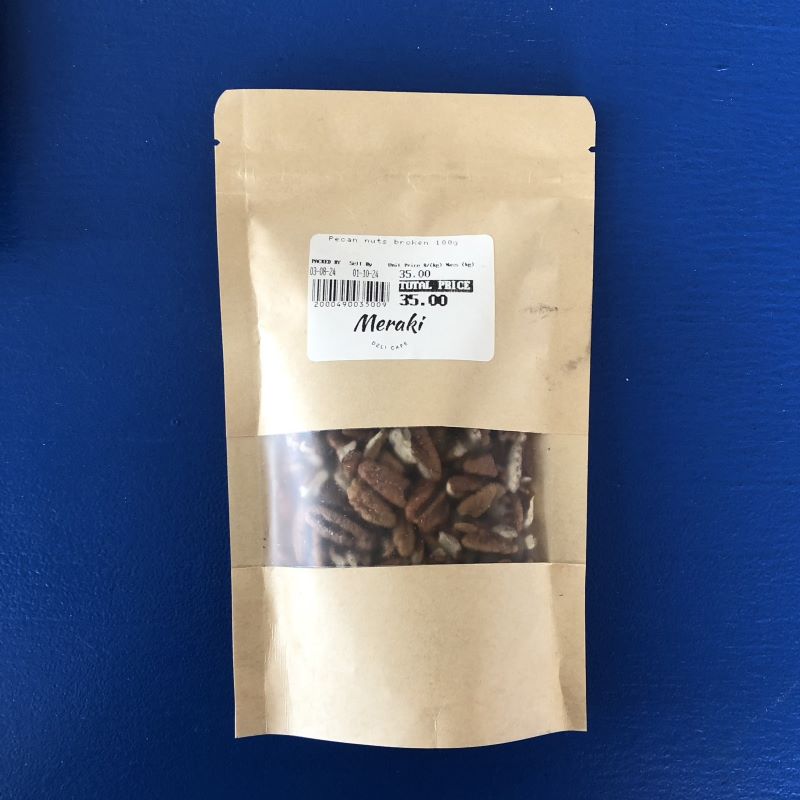 Pecan nuts broken 100g
PACKED BY Sell By Unit Price R/(kg) Mass (kg)
03-08-24 01-10-24 35.00
TOTAL PRICE
35.00
2000490035009
Meraki
DELI CAFE